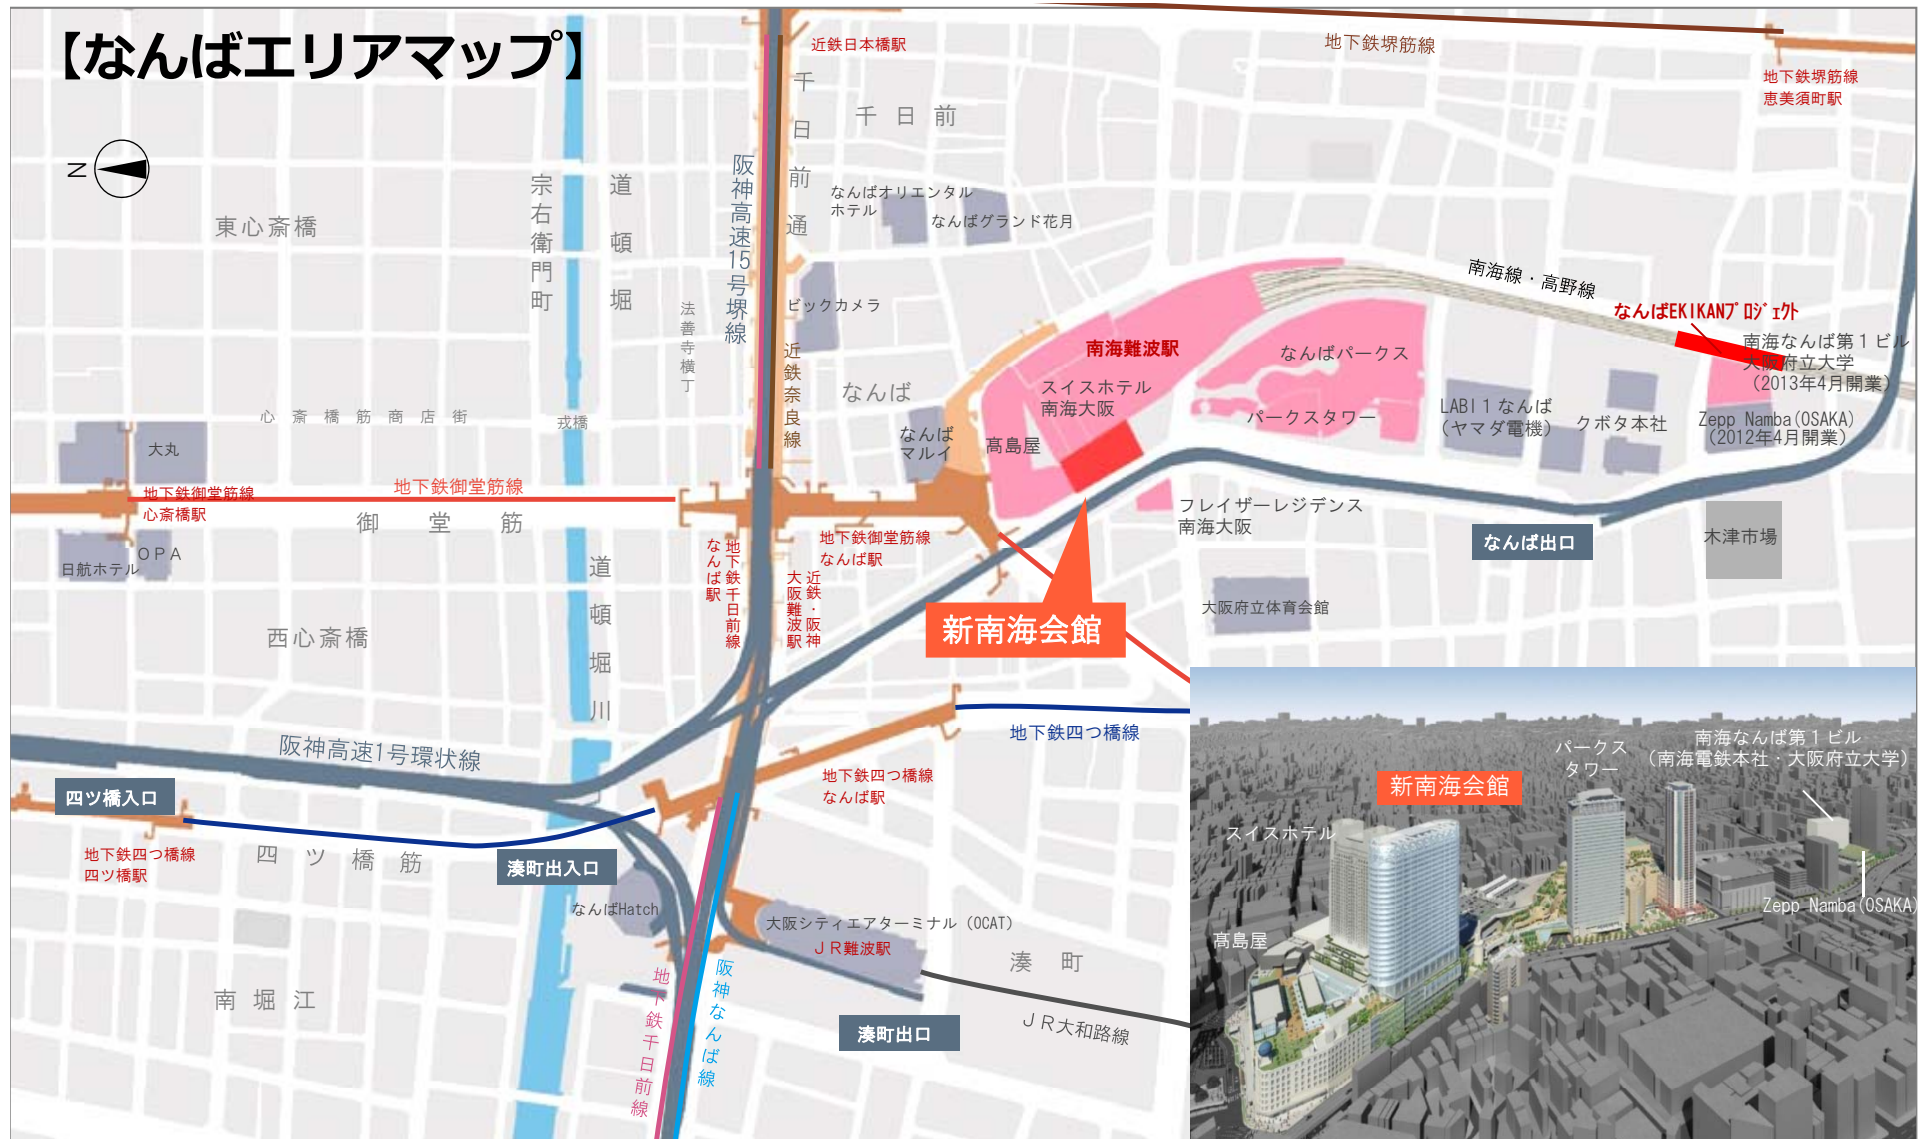 【なんばエリアマップ】
N
近鉄日本橋駅
地下鉄堺筋線
地下鉄堺筋線
恵美須町駅
千日前通
千日前
阪神高速15号堺線
なんばオリエンタル
ホテル
なんばグランド花月
宗右衛門町
道頓堀
東心斎橋
南海線・高野線
なんばEKIKANプロジェクト
ビックカメラ
法善寺横丁
近鉄奈良線
南海難波駅
なんばパークス
南海なんば第１ビル
大阪府立大学
（2013年4月開業）
なんば
スイスホテル
南海大阪
パークスタワー
LABI１なんば
（ヤマダ電機）
クボタ本社
Zepp Namba(OSAKA)
（2012年4月開業）
心斎橋筋商店街
戎橋
なんば
マルイ
髙島屋
大丸
地下鉄御堂筋線
心斎橋駅
地下鉄御堂筋線
御堂筋
フレイザーレジデンス
南海大阪
なんば出口
木津市場
地下鉄御堂筋線
なんば駅
地下鉄千日前線
なんば駅
近鉄・阪神
大阪難波駅
ＯＰＡ
日航ホテル
道頓堀川
大阪府立体育会館
新南海会館
西心斎橋
阪神高速1号環状線
地下鉄四つ橋線
四ツ橋入口
地下鉄四つ橋線
なんば駅
地下鉄四つ橋線
四ツ橋駅
四ツ橋筋
湊町出入口
なんばHatch
大阪シティエアターミナル（OCAT）
ＪＲ難波駅
湊町
南堀江
地下鉄千日前線
阪神なんば線
湊町出口
ＪＲ大和路線
南海なんば第１ビル
（南海電鉄本社・大阪府立大学）
パークス
タワー
新南海会館
スイスホテル
Zepp Namba(OSAKA)
髙島屋